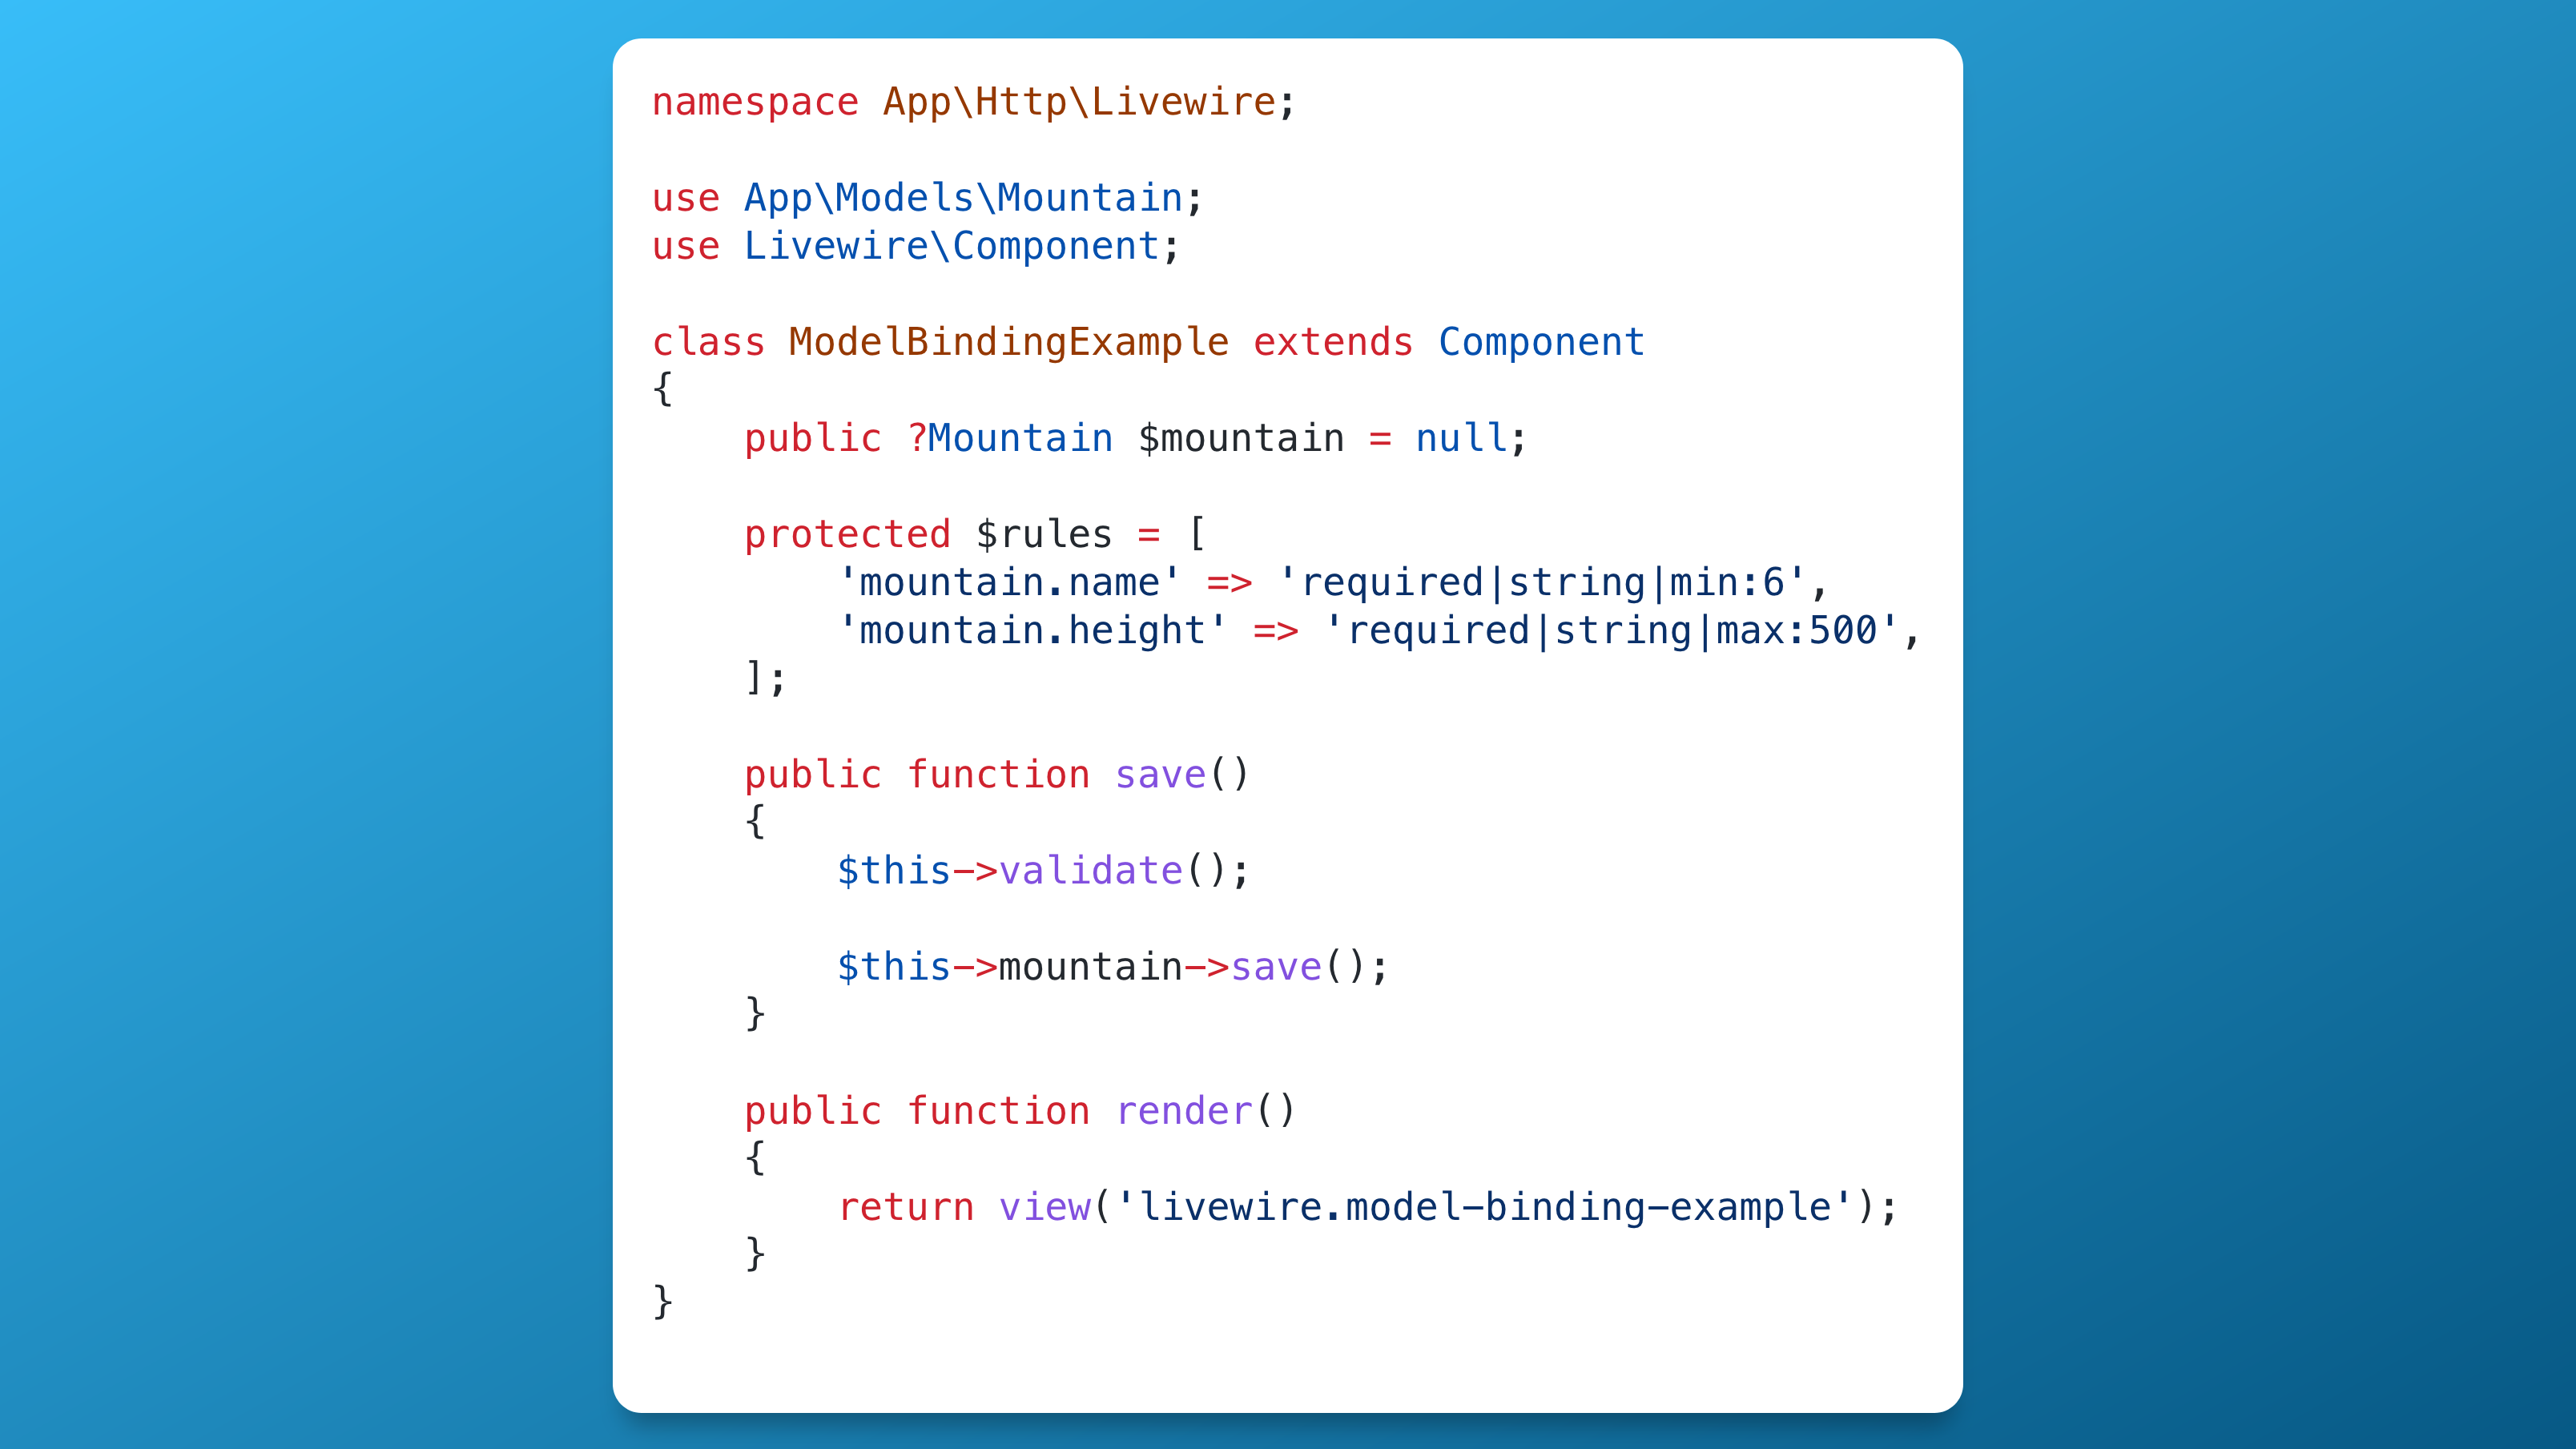 namespace App\Http\Livewire;

use App\Models\Mountain;
use Livewire\Component;

class ModelBindingExample extends Component
{
    public ?Mountain $mountain = null;

    protected $rules = [
        'mountain.name' => 'required|string|min:6',
        'mountain.height' => 'required|string|max:500',
    ];

    public function save()
    {
        $this->validate();

        $this->mountain->save();
    }

    public function render()
    {
        return view('livewire.model-binding-example');
    }
}